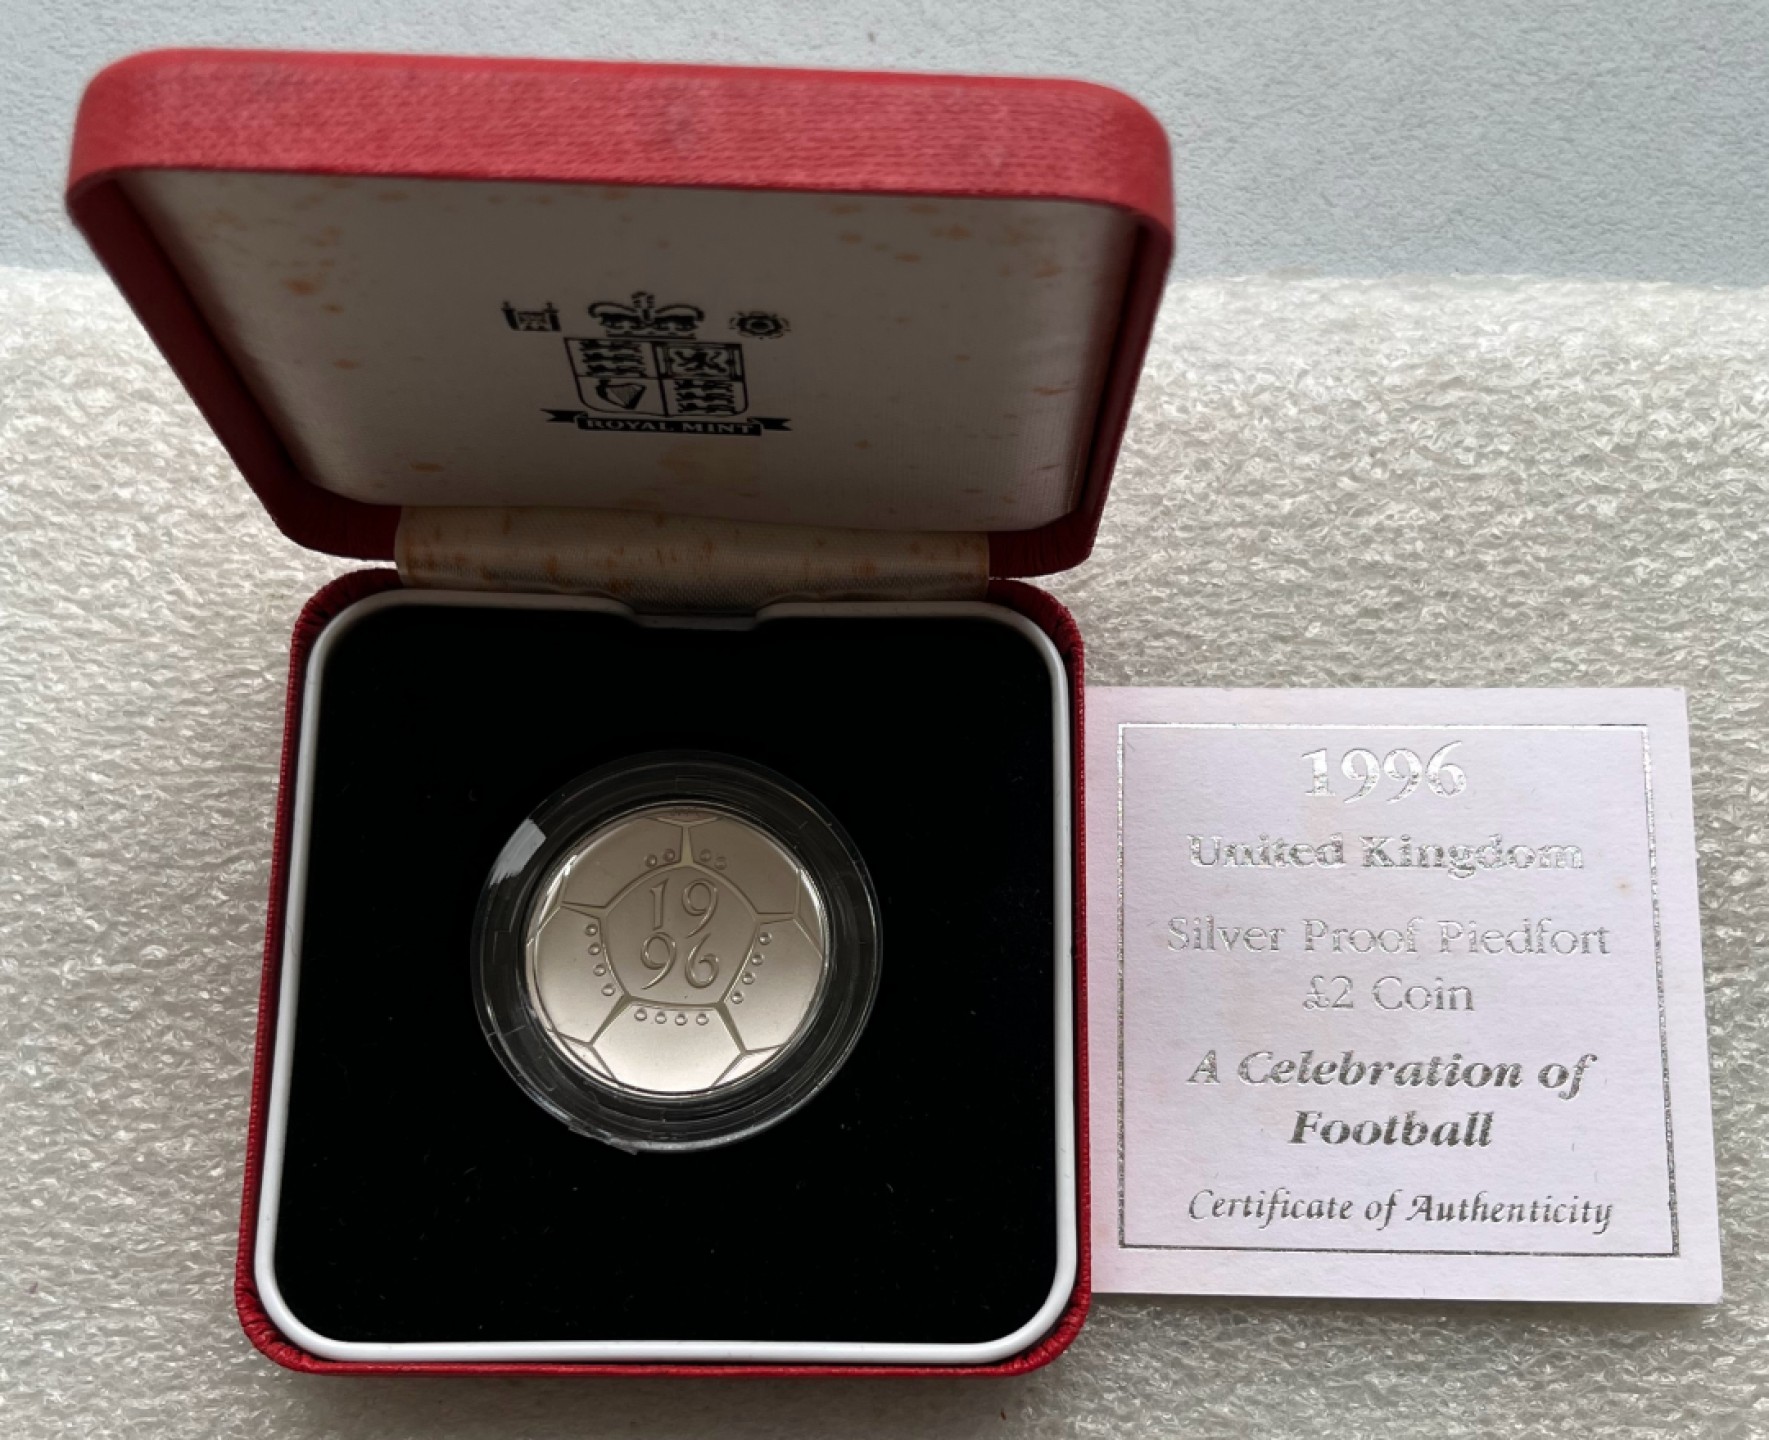 ROYAL MINT
19
96
1996
United Kingdom
Silver Proof Piedfort
£2 Coin
A Celebration of
Football
Certificate of Authenticity